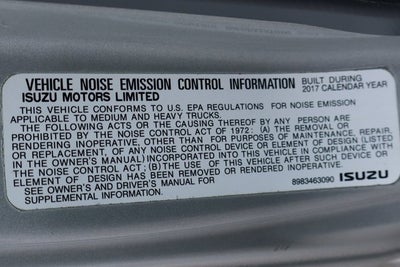 VEHICLE NOISE EMISSION CONTROL INFORMATION BUILT DURING
ISUZU MOTORS LIMITED 2017 CALENDAR YEAR
THIS VEHICLE CONFORMS TO U.S. EPA REGULATIONS FOR NOISE EMISSION
APPLICABLE TO MEDIUM AND HEAVY TRUCKS.
THE FOLLOWING ACTS OR THE CAUSING THEREOF BY ANY PERSON ARE
PROHIBITED BY THE NOISE CONTROL ACT OF 1972: (A) THE REMOVAL OR
RENDERING INOPERATIVE, OTHER THAN FOR PURPOSES OF MAINTENANCE, REPAIR,
OR REPLACEMENT, OF ANY NOISE CONTROL DEVICE OR ELEMENT OF DESIGN (LISTED
IN THE OWNER'S MANUAL) INCORPORATED INTO THIS VEHICLE IN COMPLIANCE WITH
THE NOISE CONTROL ACT: (B) THE USE OF THIS VEHICLE AFTER SUCH DEVICE OR
ELEMENT OF DESIGN HAS BEEN REMOVED OR RENDERED INOPERATIVE.
SEE OWNER'S AND DRIVER'S MANUAL FOR
SUPPLEMENTAL INFORMATION. 8983463090 ISUZU